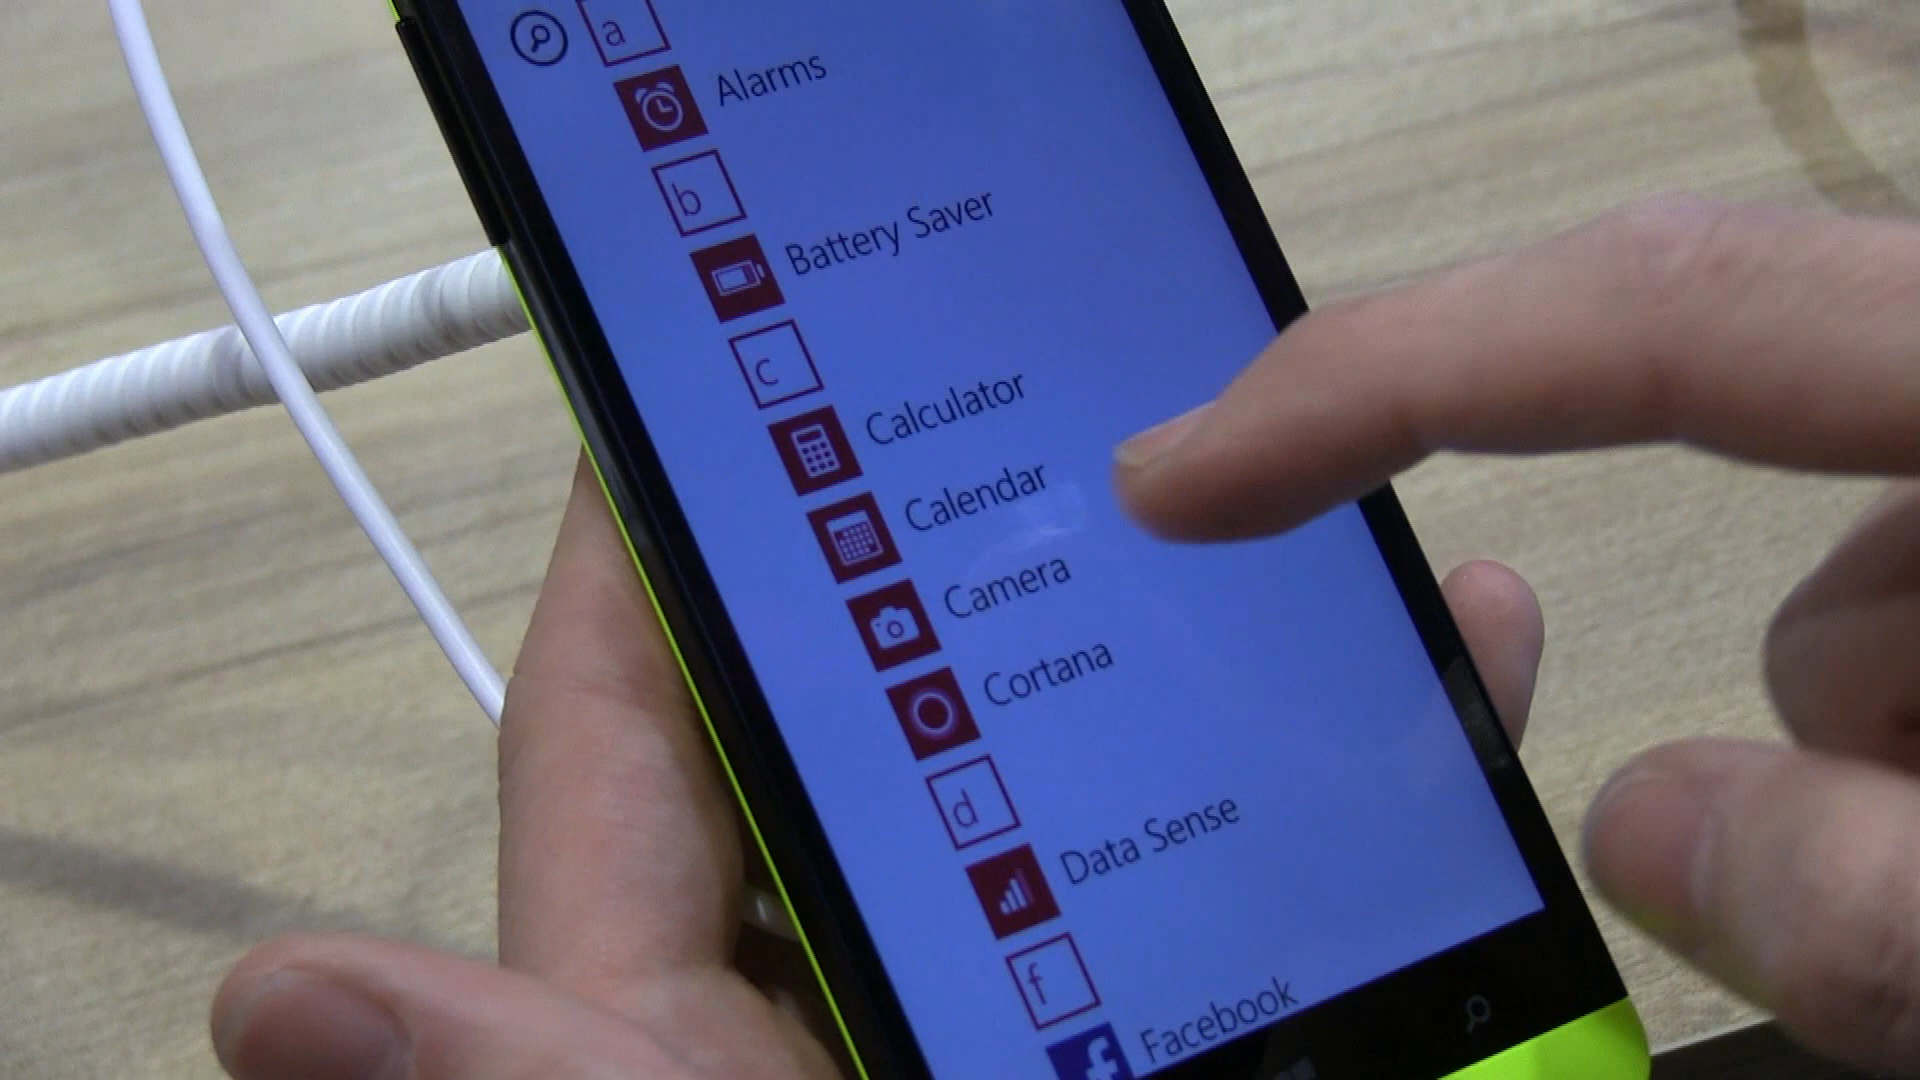 a
Alarms
b
Battery Saver
c
Calculator
Calendar
Camera
Cortana
d
Data Sense
f
Facebook